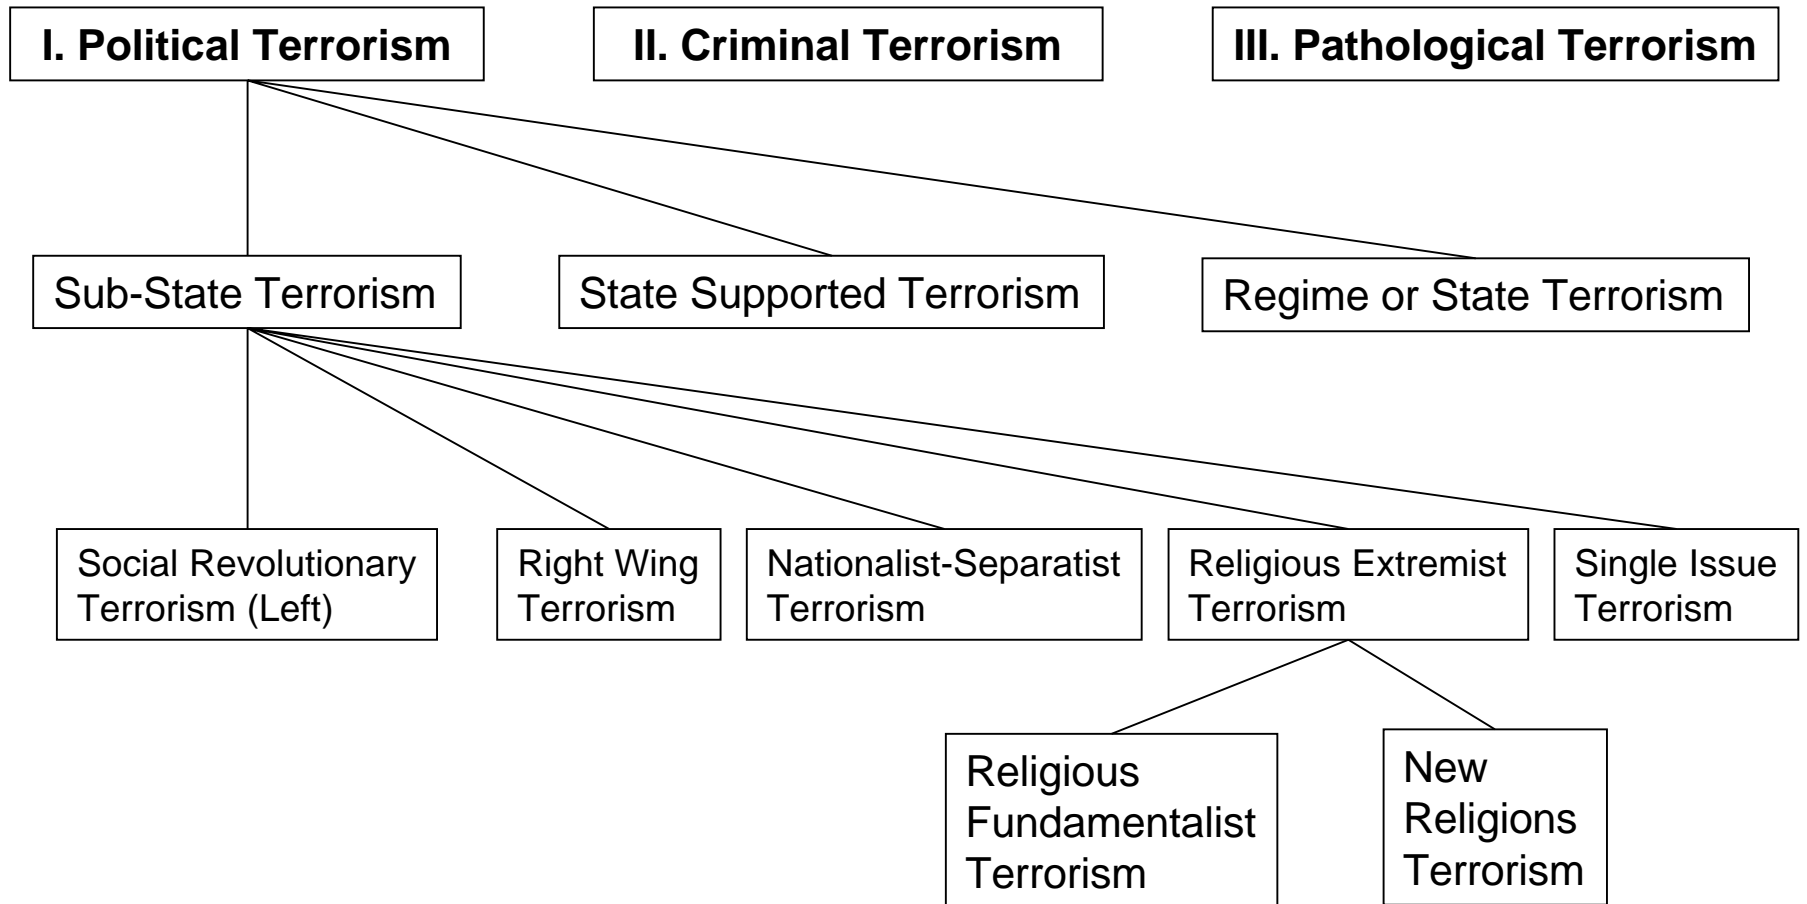 I. Political Terrorism
II. Criminal Terrorism
III. Pathological Terrorism
Sub-State Terrorism
State Supported Terrorism
Regime or State Terrorism
Social Revolutionary
Terrorism (Left)
Right Wing
Terrorism
Nationalist-Separatist
Terrorism
Religious Extremist
Terrorism
Single Issue
Terrorism
Religious
Fundamentalist
Terrorism
New
Religions
Terrorism